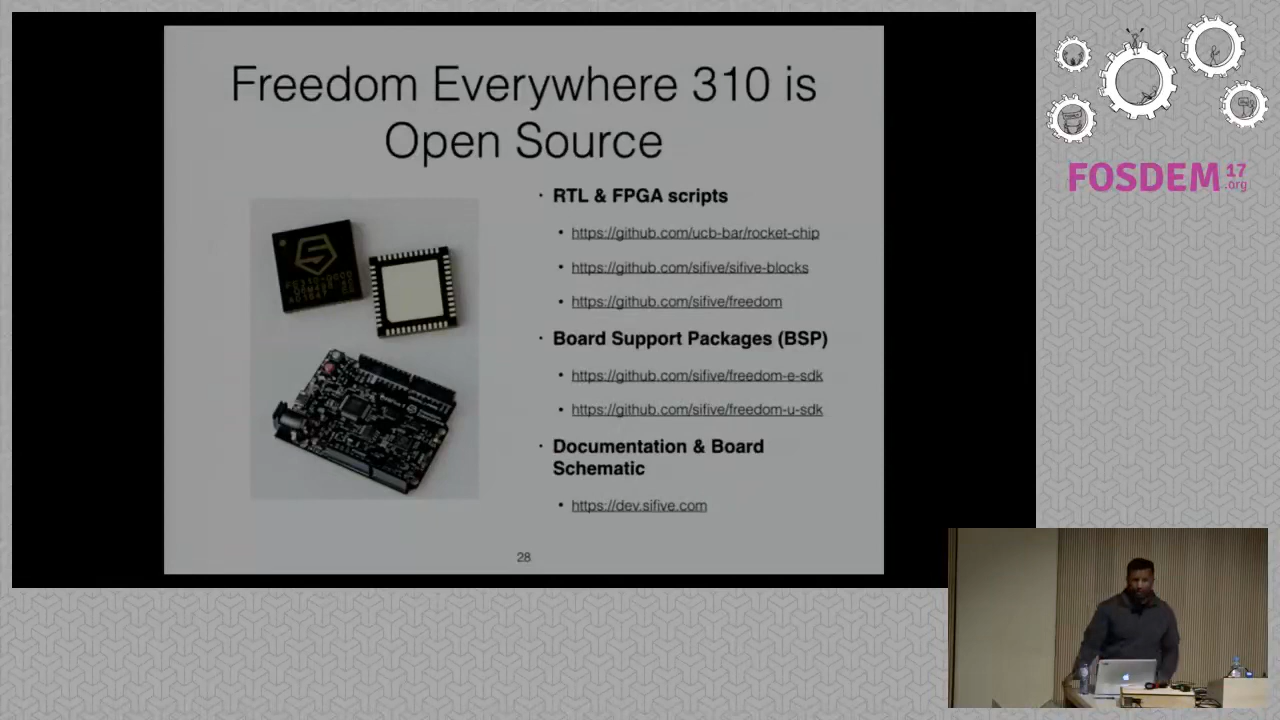 Freedom Everywhere 310 is
Open Source
· RTL & FPGA scripts
• https://github.com/ucb-bar/rocket-chip
• https://github.com/sifive/sifive-blocks
• https://github.com/sifive/freedom
· Board Support Packages (BSP)
• https://github.com/sifive/freedom-e-sdk
• https://github.com/sifive/freedom-u-sdk
· Documentation & Board
Schematic
• https://dev.sifive.com
28
FOSDEM 17
.org